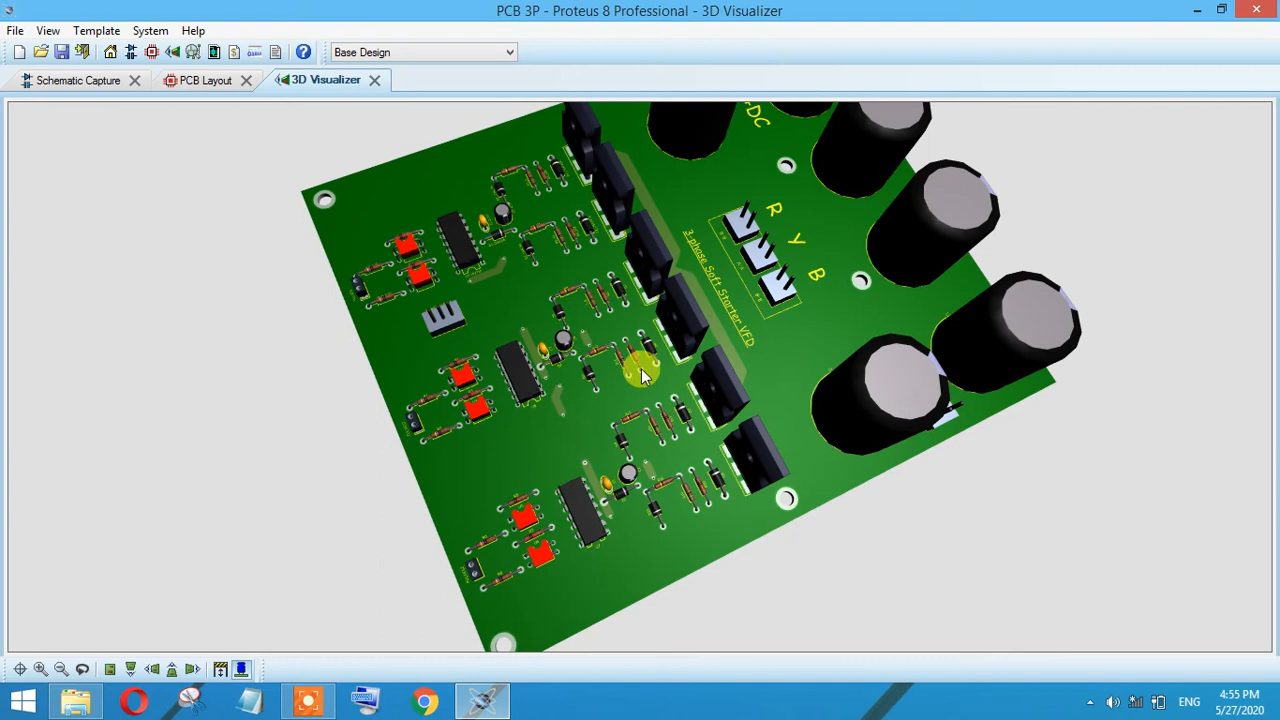 PCB 3P - Proteus 8 Professional - 3D Visualizer
File View Template System Help
Base Design
Schematic Capture PCB Layout 3D Visualizer
-DC
R
Y
B
3 phase Soft Starter VFD
ENG
4:55 PM
5/27/2020